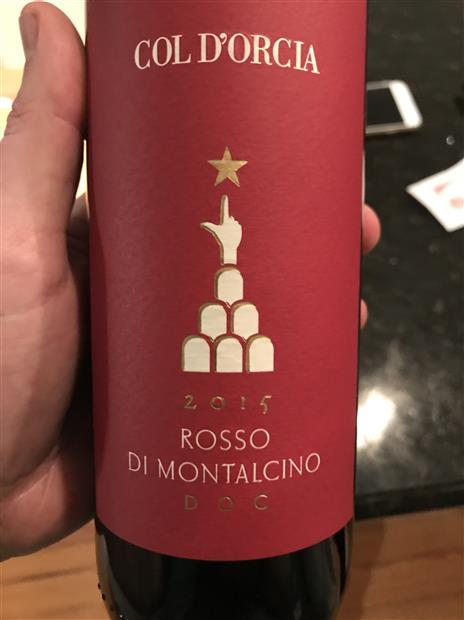 COL D'ORCIA
2015
ROSSO
DI MONTALCINO
DOC